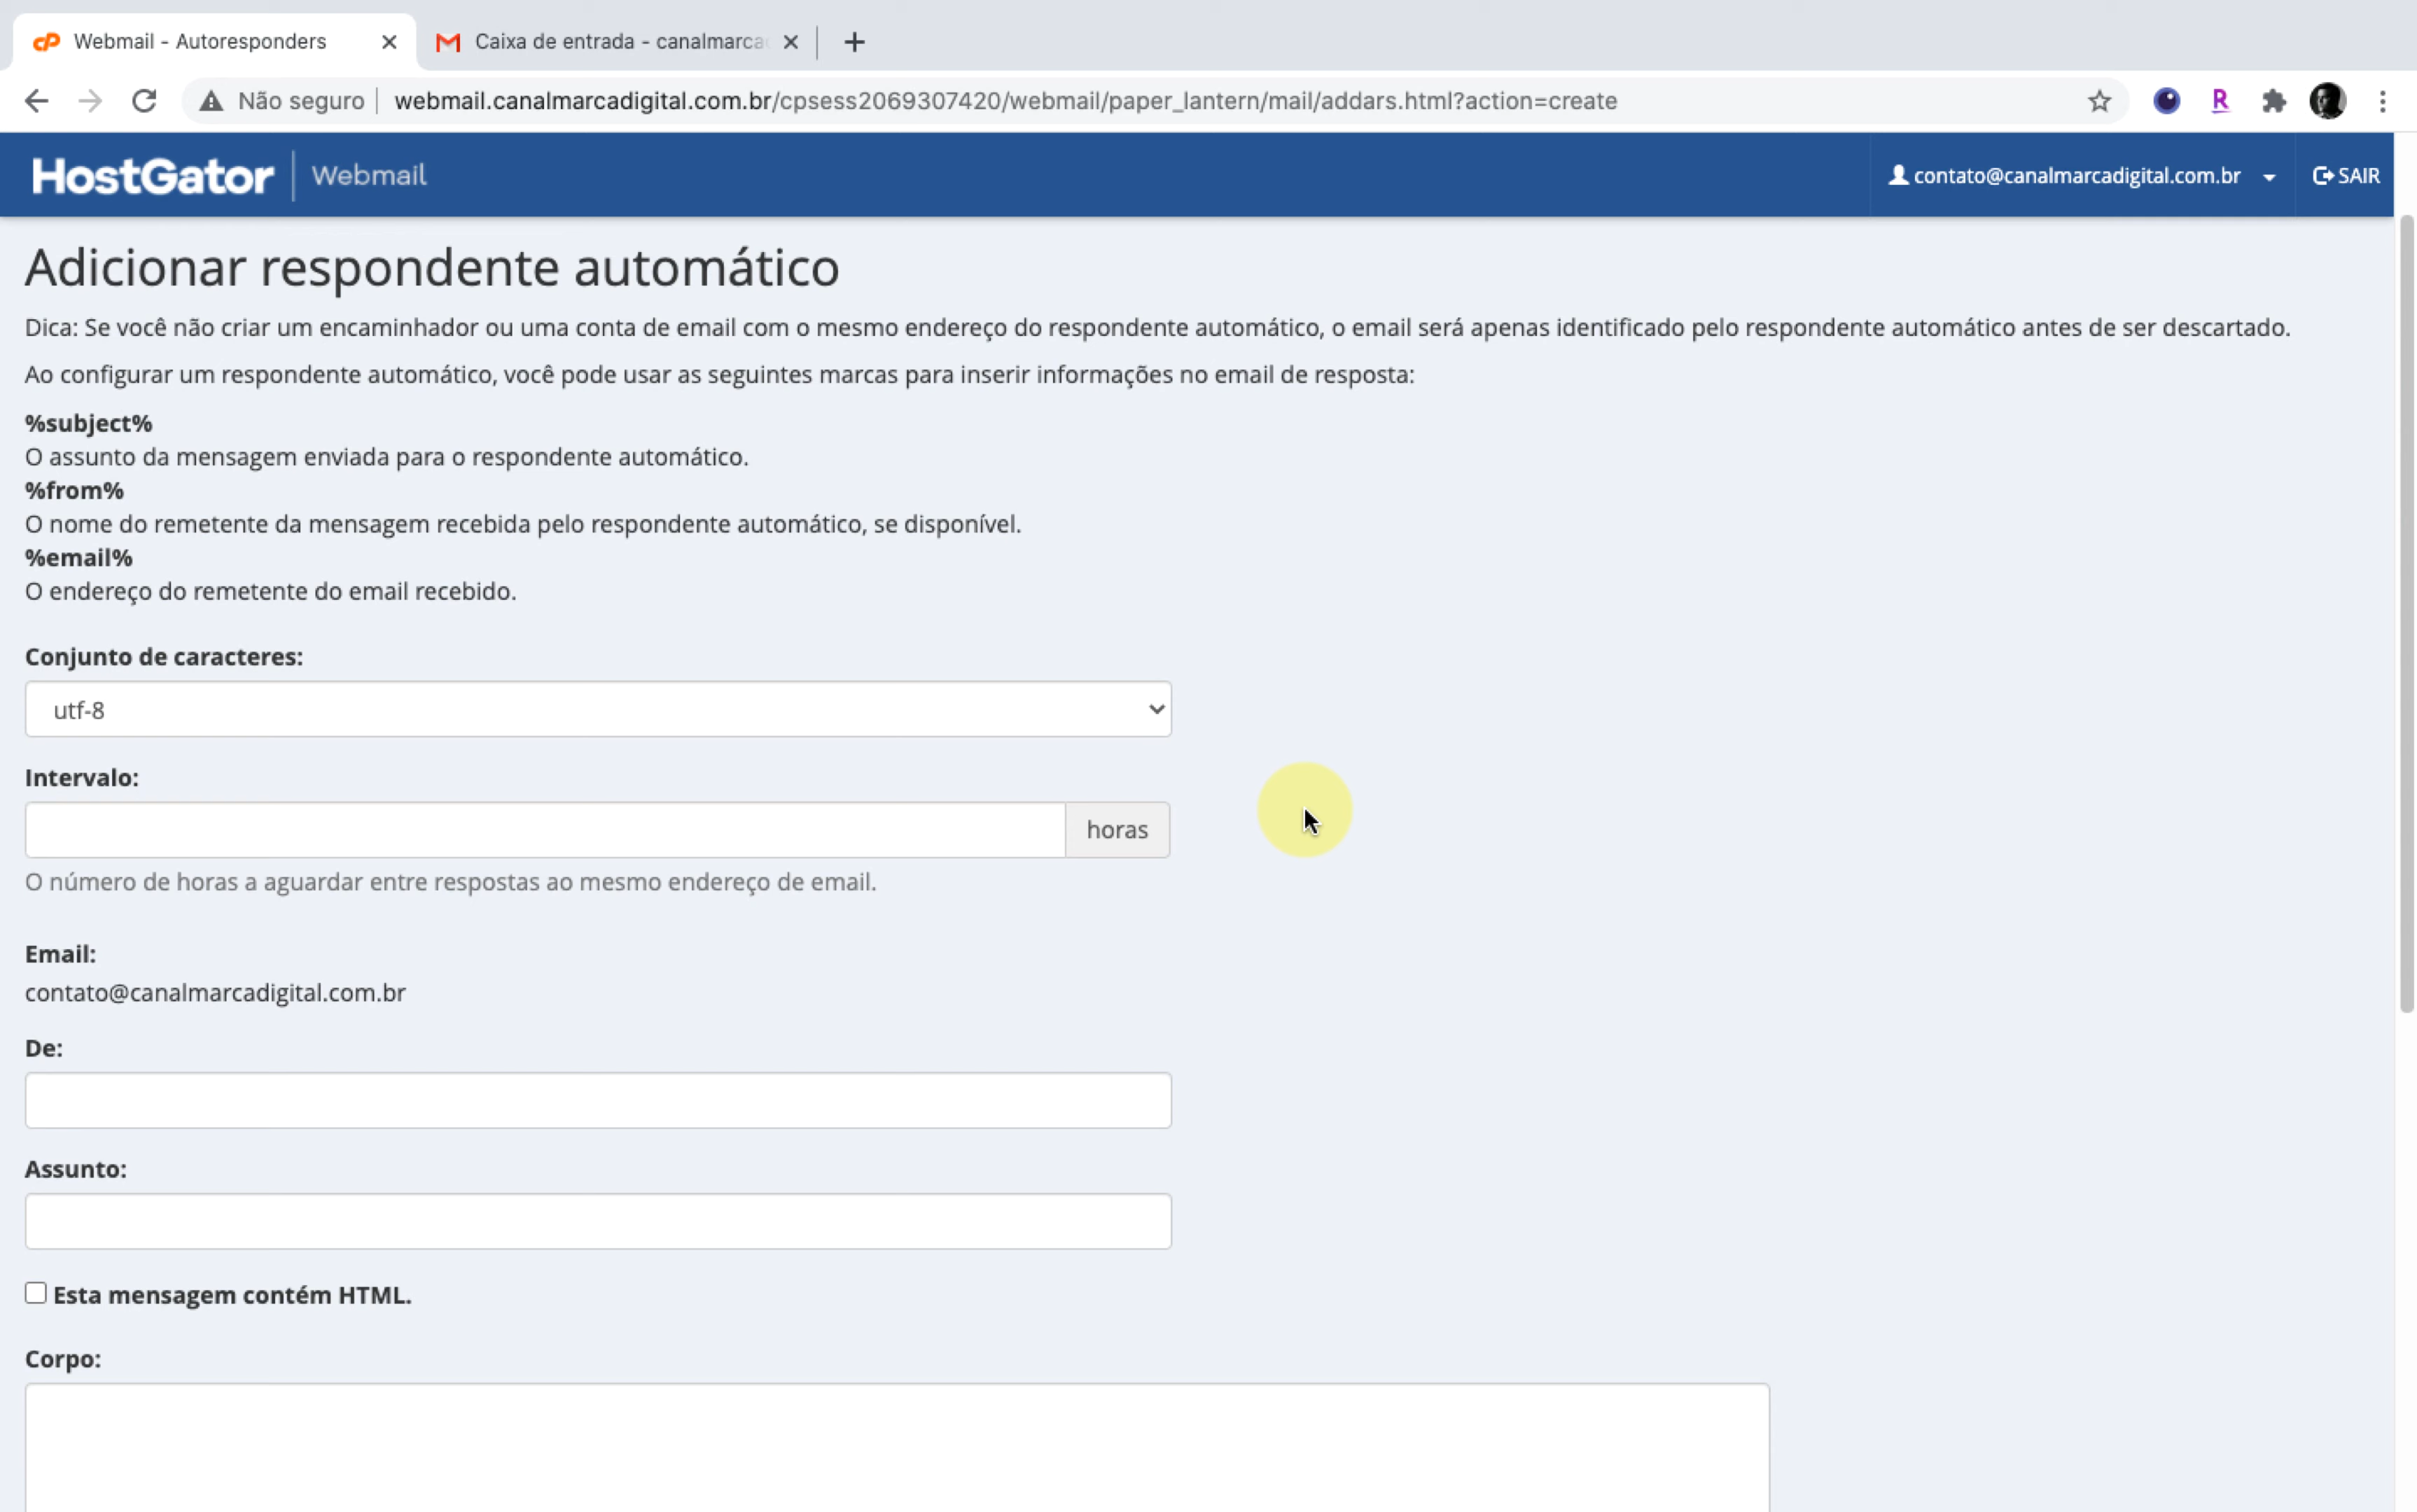 Webmail - Autoresponders
Caixa de entrada - canalmarca
Não seguro
webmail.canalmarcadigital.com.br/cpsess2069307420/webmail/paper_lantern/mail/addars.html?action=create
R
HostGator
Webmail
contato@canalmarcadigital.com.br
SAIR
Adicionar respondente automático
Dica: Se você não criar um encaminhador ou uma conta de email com o mesmo endereço do respondente automático, o email será apenas identificado pelo respondente automático antes de ser descartado.
Ao configurar um respondente automático, você pode usar as seguintes marcas para inserir informações no email de resposta:
%subject%
O assunto da mensagem enviada para o respondente automático.
%from%
O nome do remetente da mensagem recebida pelo respondente automático, se disponível.
%email%
O endereço do remetente do email recebido.
Conjunto de caracteres:
utf-8
Intervalo:
horas
O número de horas a aguardar entre respostas ao mesmo endereço de email.
Email:
contato@canalmarcadigital.com.br
De:
Assunto:
Esta mensagem contém HTML.
Corpo: